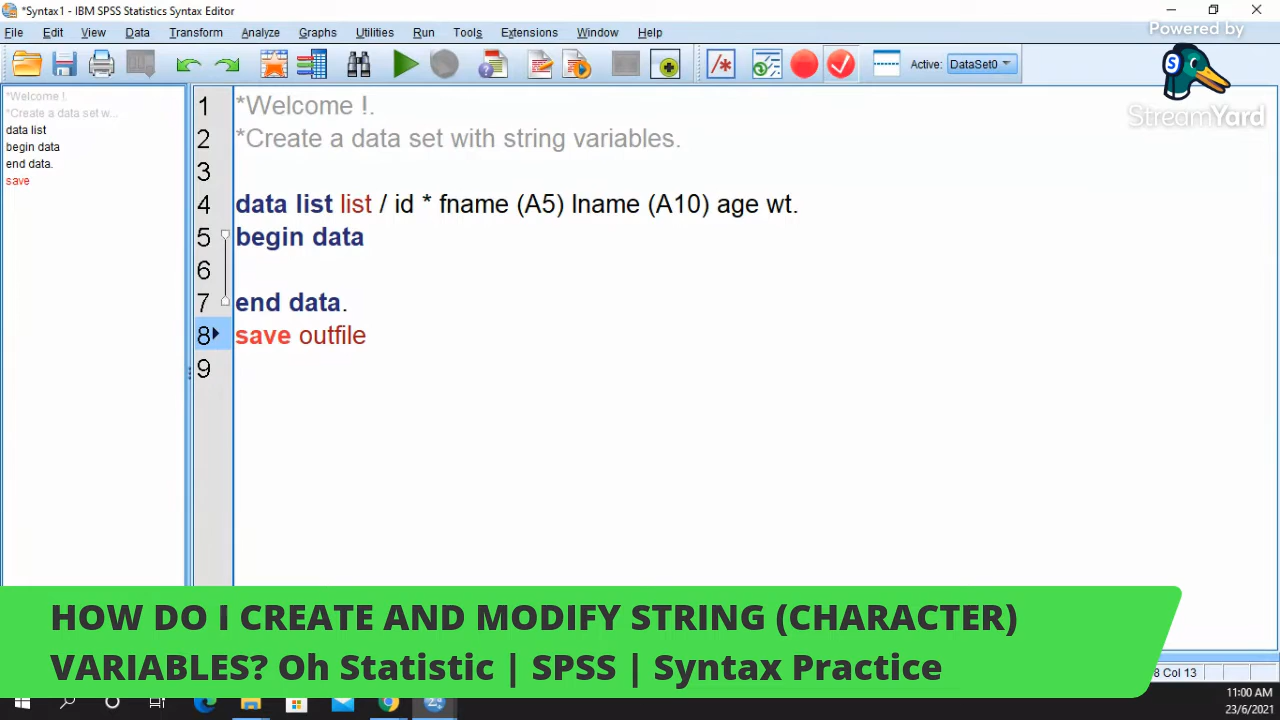 *Syntax1 - IBM SPSS Statistics Syntax Editor
Powered by
File Edit View Data Transform Analyze Graphs Utilities Run Tools Extensions Window Help
Active: DataSet0
StreamYard
*Welcome !.
*Create a data set w...
data list
begin data
end data.
save
1 *Welcome !.
2 *Create a data set with string variables.
3
4 data list list / id * fname (A5) lname (A10) age wt.
5 begin data
6
7 end data.
8 save outfile
9
HOW DO I CREATE AND MODIFY STRING (CHARACTER)
VARIABLES? Oh Statistic | SPSS | Syntax Practice
8 Col 13
11:00 AM
23/6/2021